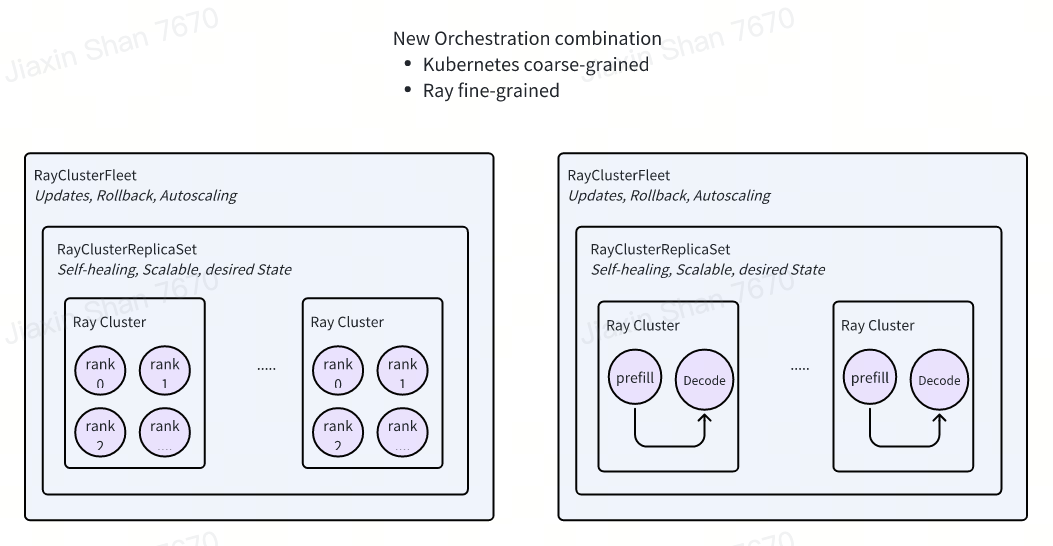 Jiaxin Shan 7670
Jiaxin Shan 7670
New Orchestration combination
• Kubernetes coarse-grained
• Ray fine-grained
RayClusterFleet
Updates, Rollback, Autoscaling
RayClusterReplicaSet
Self-healing, Scalable, desired State
Jiaxin Shan 7670
Ray Cluster
rank
0
rank
1
rank
2
rank
....
.....
Ray Cluster
rank
0
rank
1
rank
2
rank
....
RayClusterFleet
Updates, Rollback, Autoscaling
RayClusterReplicaSet
Self-healing, Scalable, desired State
Jiaxin Shan 7670
Ray Cluster
prefill
Decode
.....
Ray Cluster
prefill
Decode